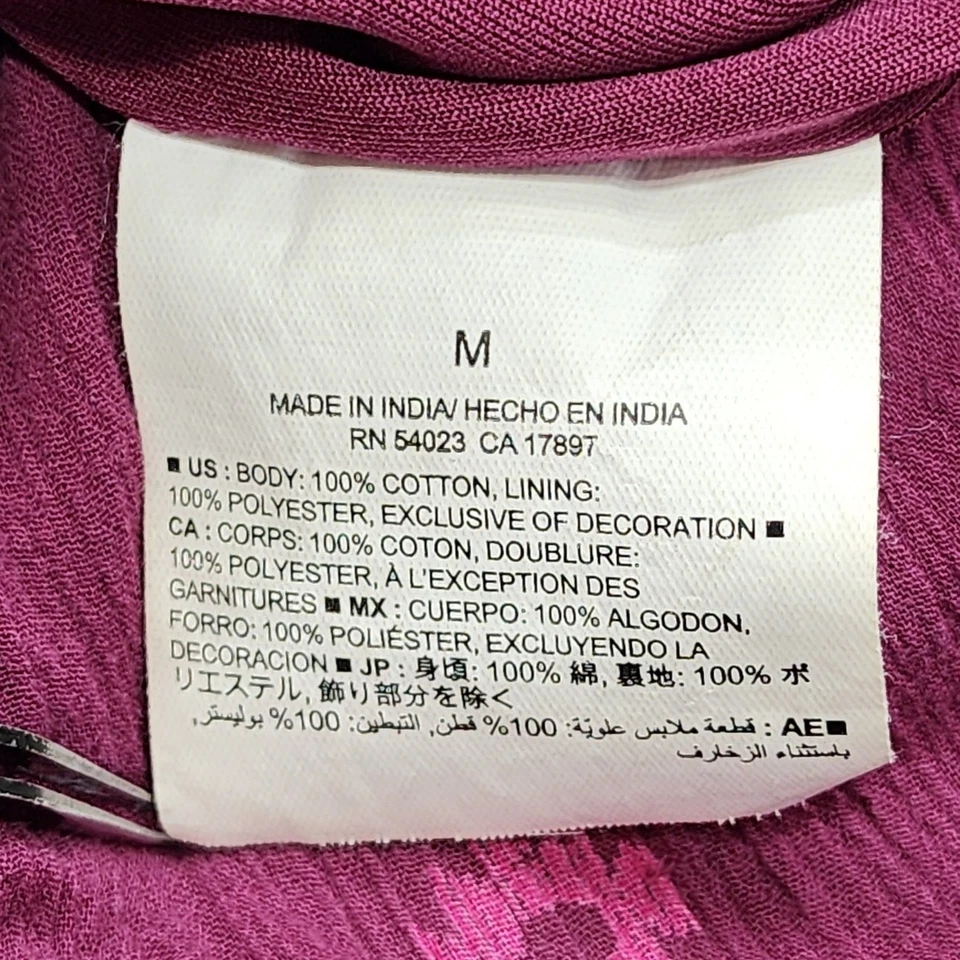 M
MADE IN INDIA/ HECHO EN INDIA
RN 54023 CA 17897
■ US : BODY: 100% COTTON, LINING:
100% POLYESTER, EXCLUSIVE OF DECORATION ■
CA : CORPS: 100% COTON, DOUBLURE:
100% POLYESTER, À L'EXCEPTION DES
GARNITURES ■ MX : CUERPO: 100% ALGODON,
FORRO: 100% POLIÉSTER, EXCLUYENDO LA
DECORACION ■ JP : 身頃: 100% 綿, 裏地: 100% ポ
リエステル, 飾り部分を除く
■AE : قطعة ملابس علويّة: 100% قطن, التبطين: 100% بوليستر,
باستثناء الزخارف